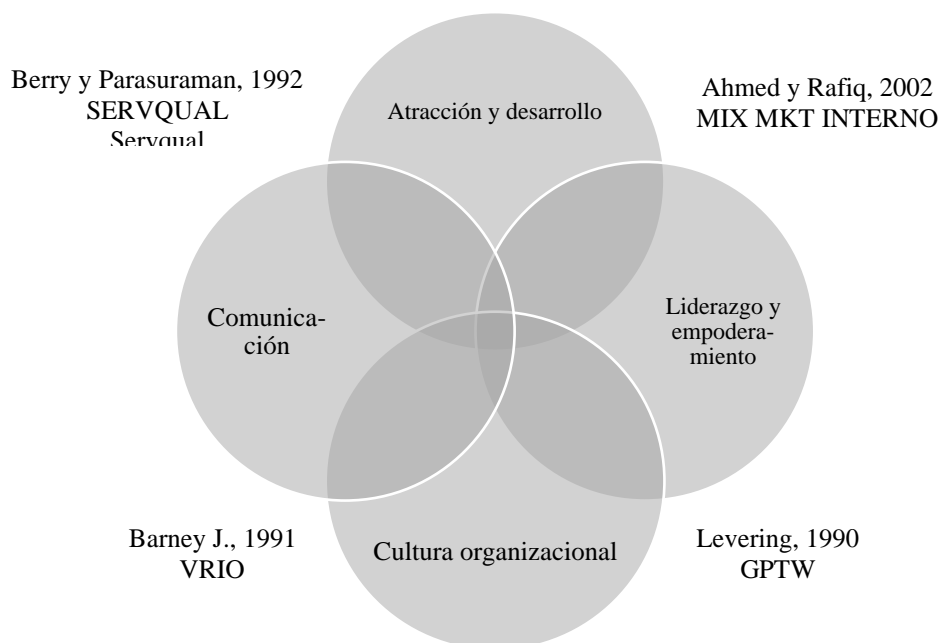 Berry y Parasuraman, 1992
SERVQUAL
Servqual
Atracción y desarrollo
Ahmed y Rafiq, 2002
MIX MKT INTERNO
Comunica-
ción
Liderazgo y
empodera-
miento
Barney J., 1991
VRIO
Cultura organizacional
Levering, 1990
GPTW